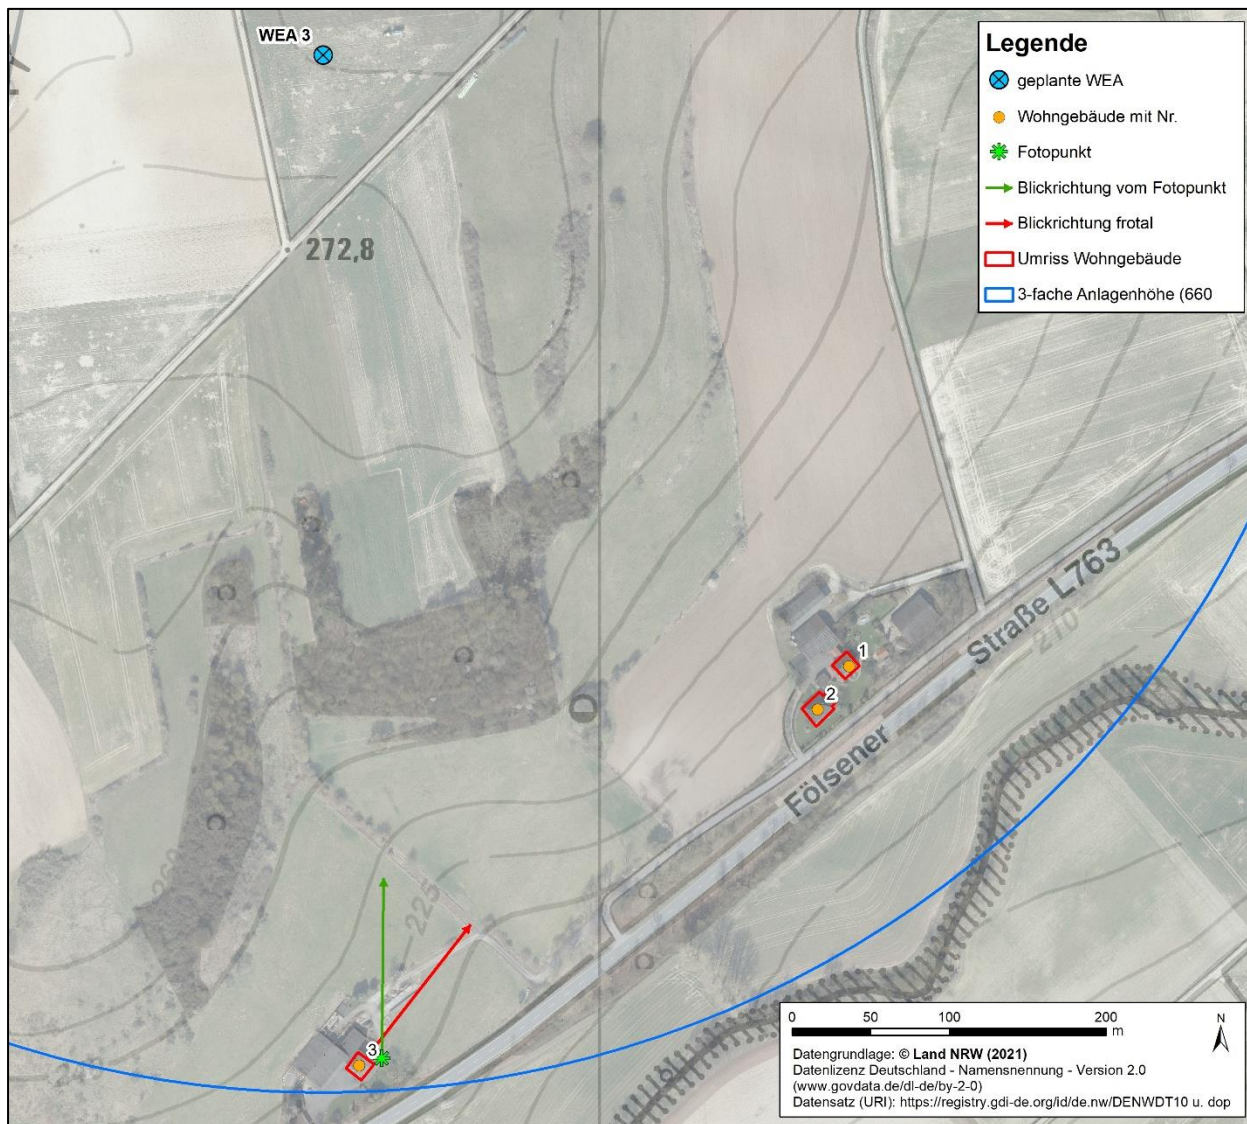 WEA 3
Legende
geplante WEA
Wohngebäude mit Nr.
Fotopunkt
Blickrichtung vom Fotopunkt
Blickrichtung frotal
Umriss Wohngebäude
3-fache Anlagenhöhe (660
272,8
Fölsener Straße L763
210
1
2
225
3
0 50 100 200
m
N
Datengrundlage: © Land NRW (2021)
Datenlizenz Deutschland - Namensnennung - Version 2.0
(www.govdata.de/dl-de/by-2-0)
Datensatz (URI): https://registry.gdi-de.org/id/de.nw/DENWDT10 u. dop